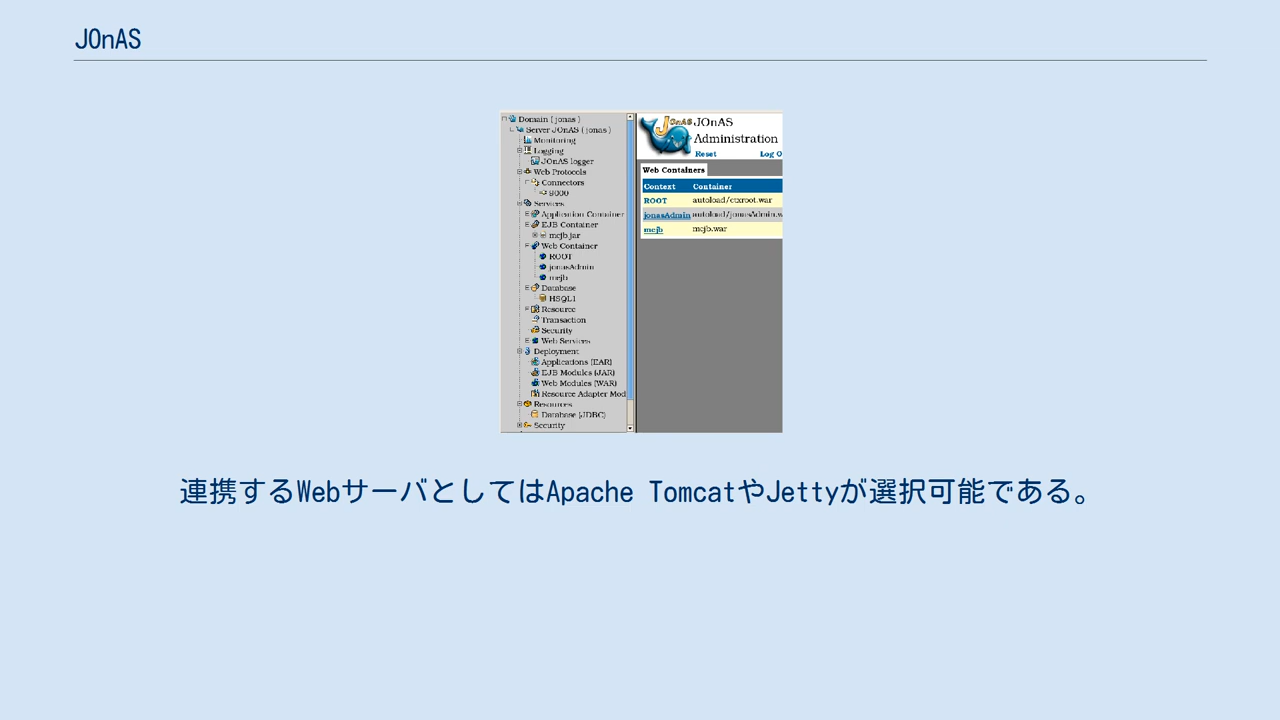 JOnAS
Domain ( jonas )
Server JOnAS ( jonas )
Monitoring
Logging
JOnAS logger
Web Protocols
Connectors
9000
Services
Application Container
EJB Container
mejb.jar
Web Container
ROOT
jonasAdmin
mejb
Database
HSQL1
Resource
Transaction
Security
Web Services
Deployment
Applications (EAR)
EJB Modules (JAR)
Web Modules (WAR)
Resource Adapter Mod
Resources
Database (JDBC)
Security
JOnAS
JOnAS
Administration
Reset Log O
Web Containers
Context Container
ROOT autoload/ctxroot.war
jonasAdmin autoload/jonasAdmin.w
mejb mejb.war
連携するWebサーバとしてはApache TomcatやJettyが選択可能である。